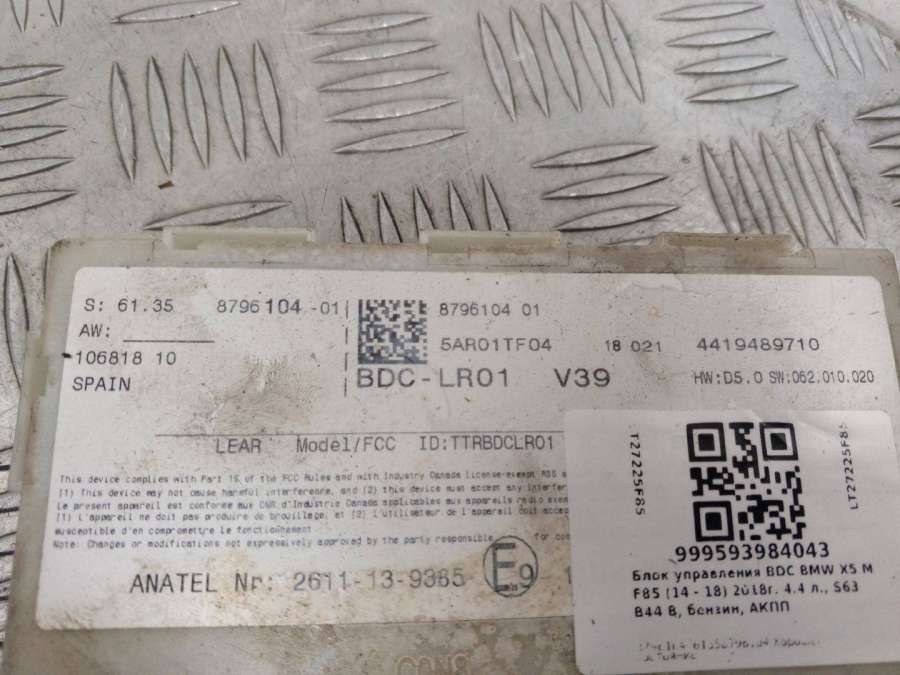 S: 61.35 8796104 -01
AW:
106818 10
SPAIN
8796104 01
5AR01TF04 18 021 4419489710
BDC-LR01 V39 HW:D5.0 SW:062.010.020
LEAR Model/FCC ID:TTRBDCLR01
This device complies with Part 15 of the FCC Rules and with Industry Canada license-exempt RSS
(1) This device may not cause harmful interference, and (2) this device must accept any
le present appareil est conforme aux CNR d'Industrie Canada applicables aux appareils radio
(1) L'appareil ne doit pas produire de brouillage, et (2) L'utilisateur de l'appareil doit
susceptible d'en compromettre le fonctionnement
Note: Changes or modifications not expressively approved by the party responsible for
ANATEL Nr: 2611-13-9365 E9
T27225F85
LT27225F85
999593984043
Блок управления BDC BMW X5 M
F85 (14 - 18) 2018г. 4.4 л., S63
B44 B, бензин, АКПП